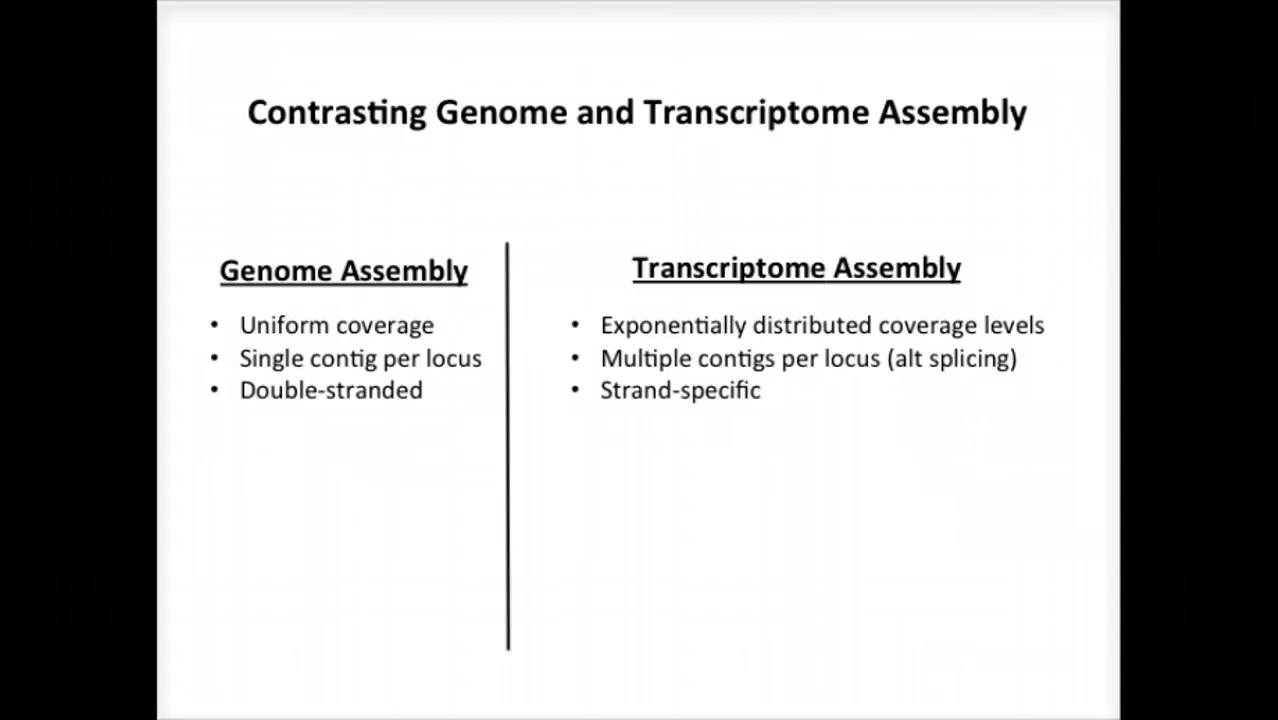 Contrasting Genome and Transcriptome Assembly
Genome Assembly
• Uniform coverage
• Single contig per locus
• Double-stranded
Transcriptome Assembly
• Exponentially distributed coverage levels
• Multiple contigs per locus (alt splicing)
• Strand-specific